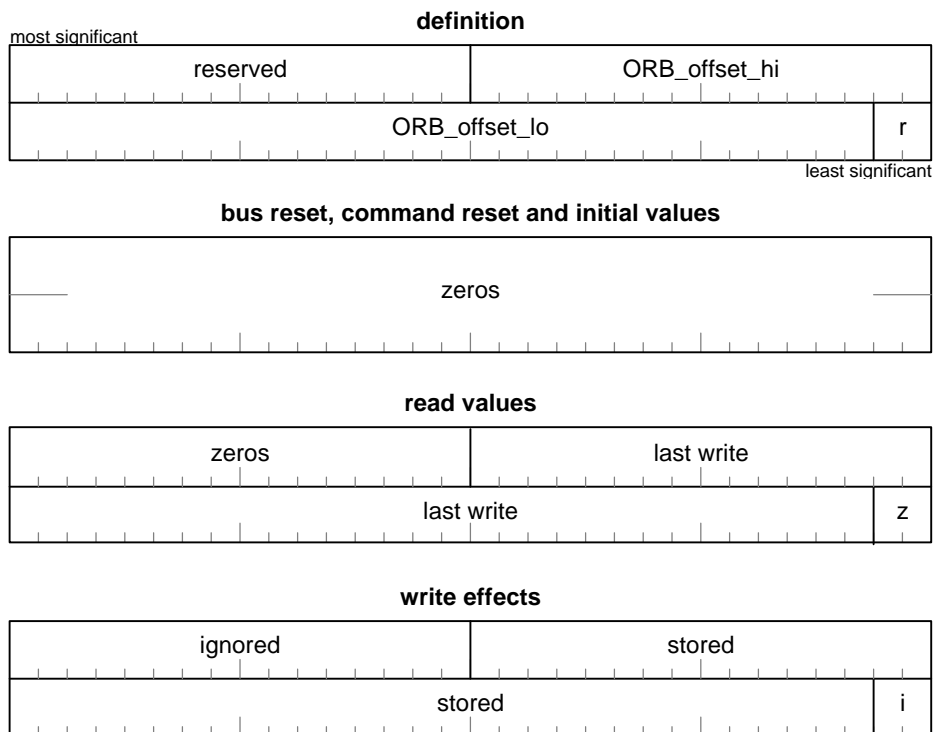 definition
most significant
reserved ORB_offset_hi
ORB_offset_lo r
least significant
bus reset, command reset and initial values
zeros
read values
zeros last write
last write z
write effects
ignored stored
stored i